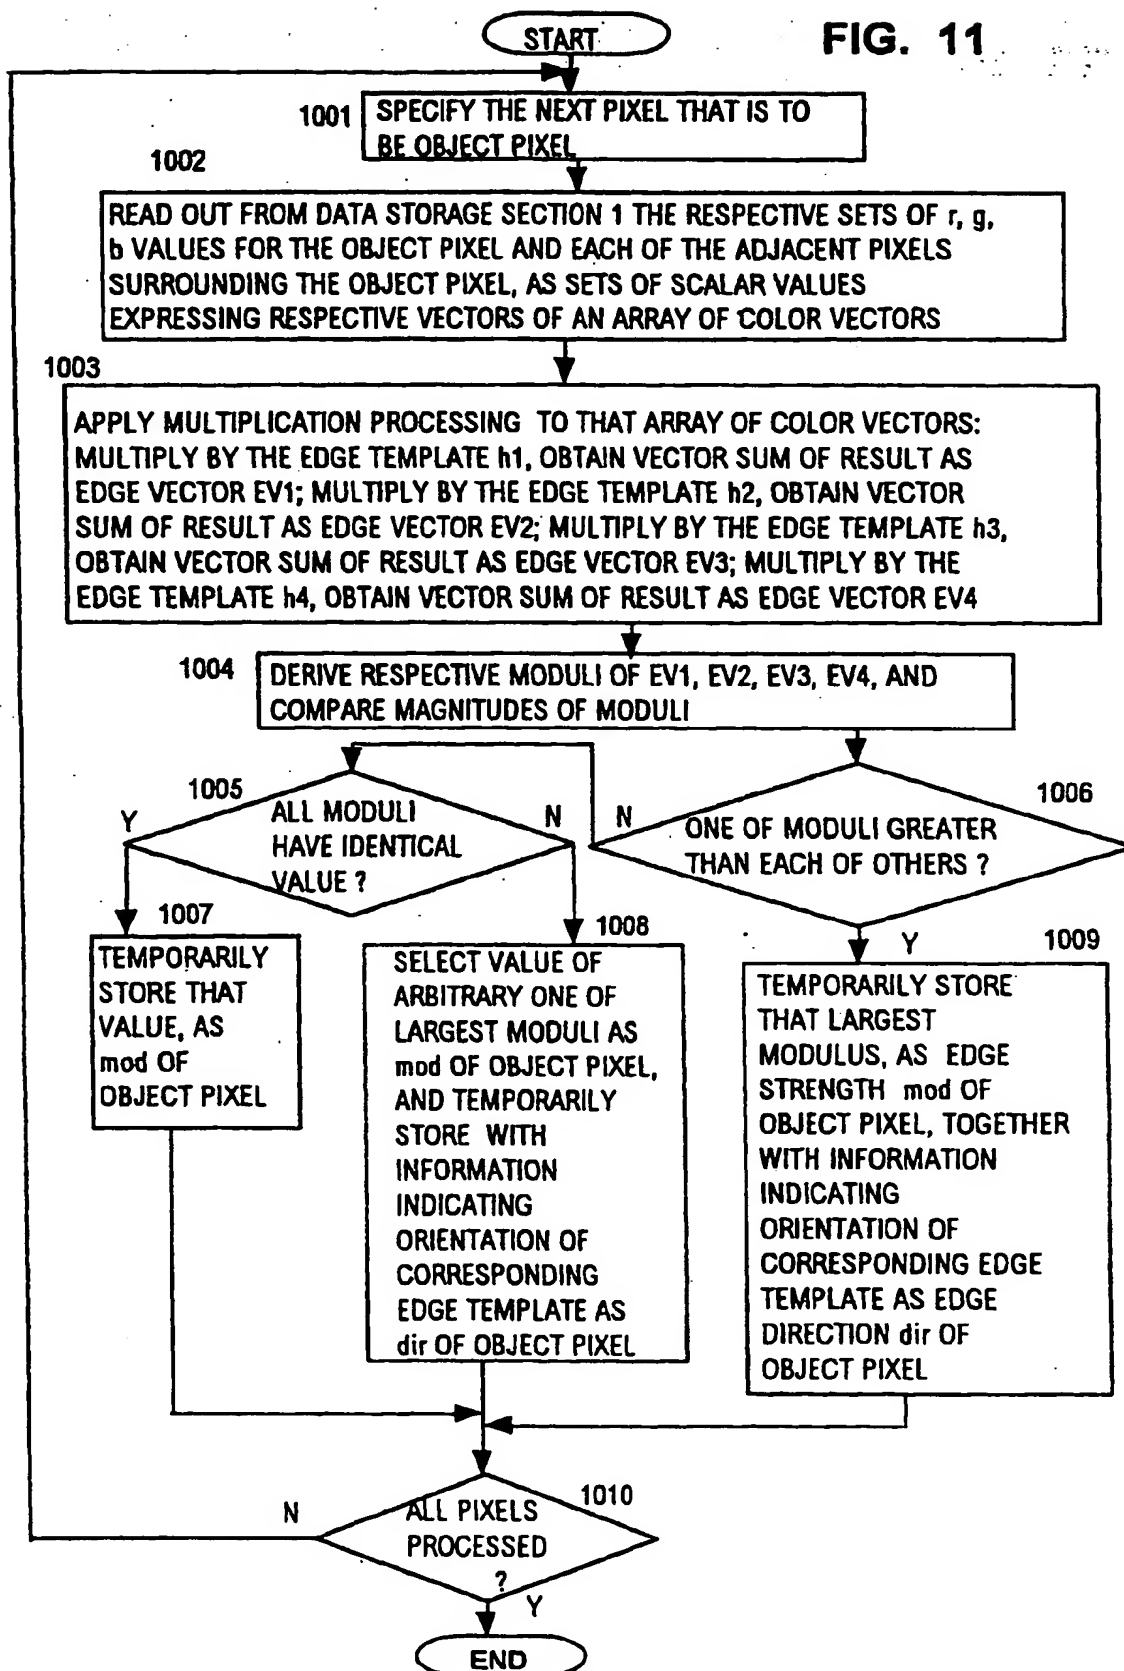 START
FIG. 11
1001
SPECIFY THE NEXT PIXEL THAT IS TO
BE OBJECT PIXEL
1002
READ OUT FROM DATA STORAGE SECTION 1 THE RESPECTIVE SETS OF r, g,
b VALUES FOR THE OBJECT PIXEL AND EACH OF THE ADJACENT PIXELS
SURROUNDING THE OBJECT PIXEL, AS SETS OF SCALAR VALUES
EXPRESSING RESPECTIVE VECTORS OF AN ARRAY OF COLOR VECTORS
1003
APPLY MULTIPLICATION PROCESSING TO THAT ARRAY OF COLOR VECTORS:
MULTIPLY BY THE EDGE TEMPLATE h1, OBTAIN VECTOR SUM OF RESULT AS
EDGE VECTOR EV1; MULTIPLY BY THE EDGE TEMPLATE h2, OBTAIN VECTOR
SUM OF RESULT AS EDGE VECTOR EV2; MULTIPLY BY THE EDGE TEMPLATE h3,
OBTAIN VECTOR SUM OF RESULT AS EDGE VECTOR EV3; MULTIPLY BY THE
EDGE TEMPLATE h4, OBTAIN VECTOR SUM OF RESULT AS EDGE VECTOR EV4
1004
DERIVE RESPECTIVE MODULI OF EV1, EV2, EV3, EV4, AND
COMPARE MAGNITUDES OF MODULI
1005
Y
ALL MODULI
HAVE IDENTICAL
VALUE ?
N
1006
N
ONE OF MODULI GREATER
THAN EACH OF OTHERS ?
Y
1007
TEMPORARILY
STORE THAT
VALUE, AS
mod OF
OBJECT PIXEL
1008
SELECT VALUE OF
ARBITRARY ONE OF
LARGEST MODULI AS
mod OF OBJECT PIXEL,
AND TEMPORARILY
STORE WITH
INFORMATION
INDICATING
ORIENTATION OF
CORRESPONDING
EDGE TEMPLATE AS
dir OF OBJECT PIXEL
1009
TEMPORARILY STORE
THAT LARGEST
MODULUS, AS EDGE
STRENGTH mod OF
OBJECT PIXEL, TOGETHER
WITH INFORMATION
INDICATING
ORIENTATION OF
CORRESPONDING EDGE
TEMPLATE AS EDGE
DIRECTION dir OF
OBJECT PIXEL
1010
N
ALL PIXELS
PROCESSED
?
Y
END